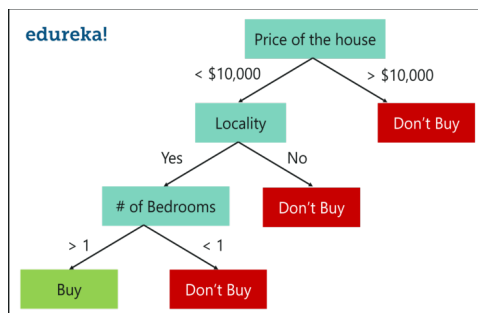 edureka!
Price of the house
< $10,000
> $10,000
Locality
Don't Buy
Yes
No
# of Bedrooms
Don't Buy
> 1
< 1
Buy
Don't Buy